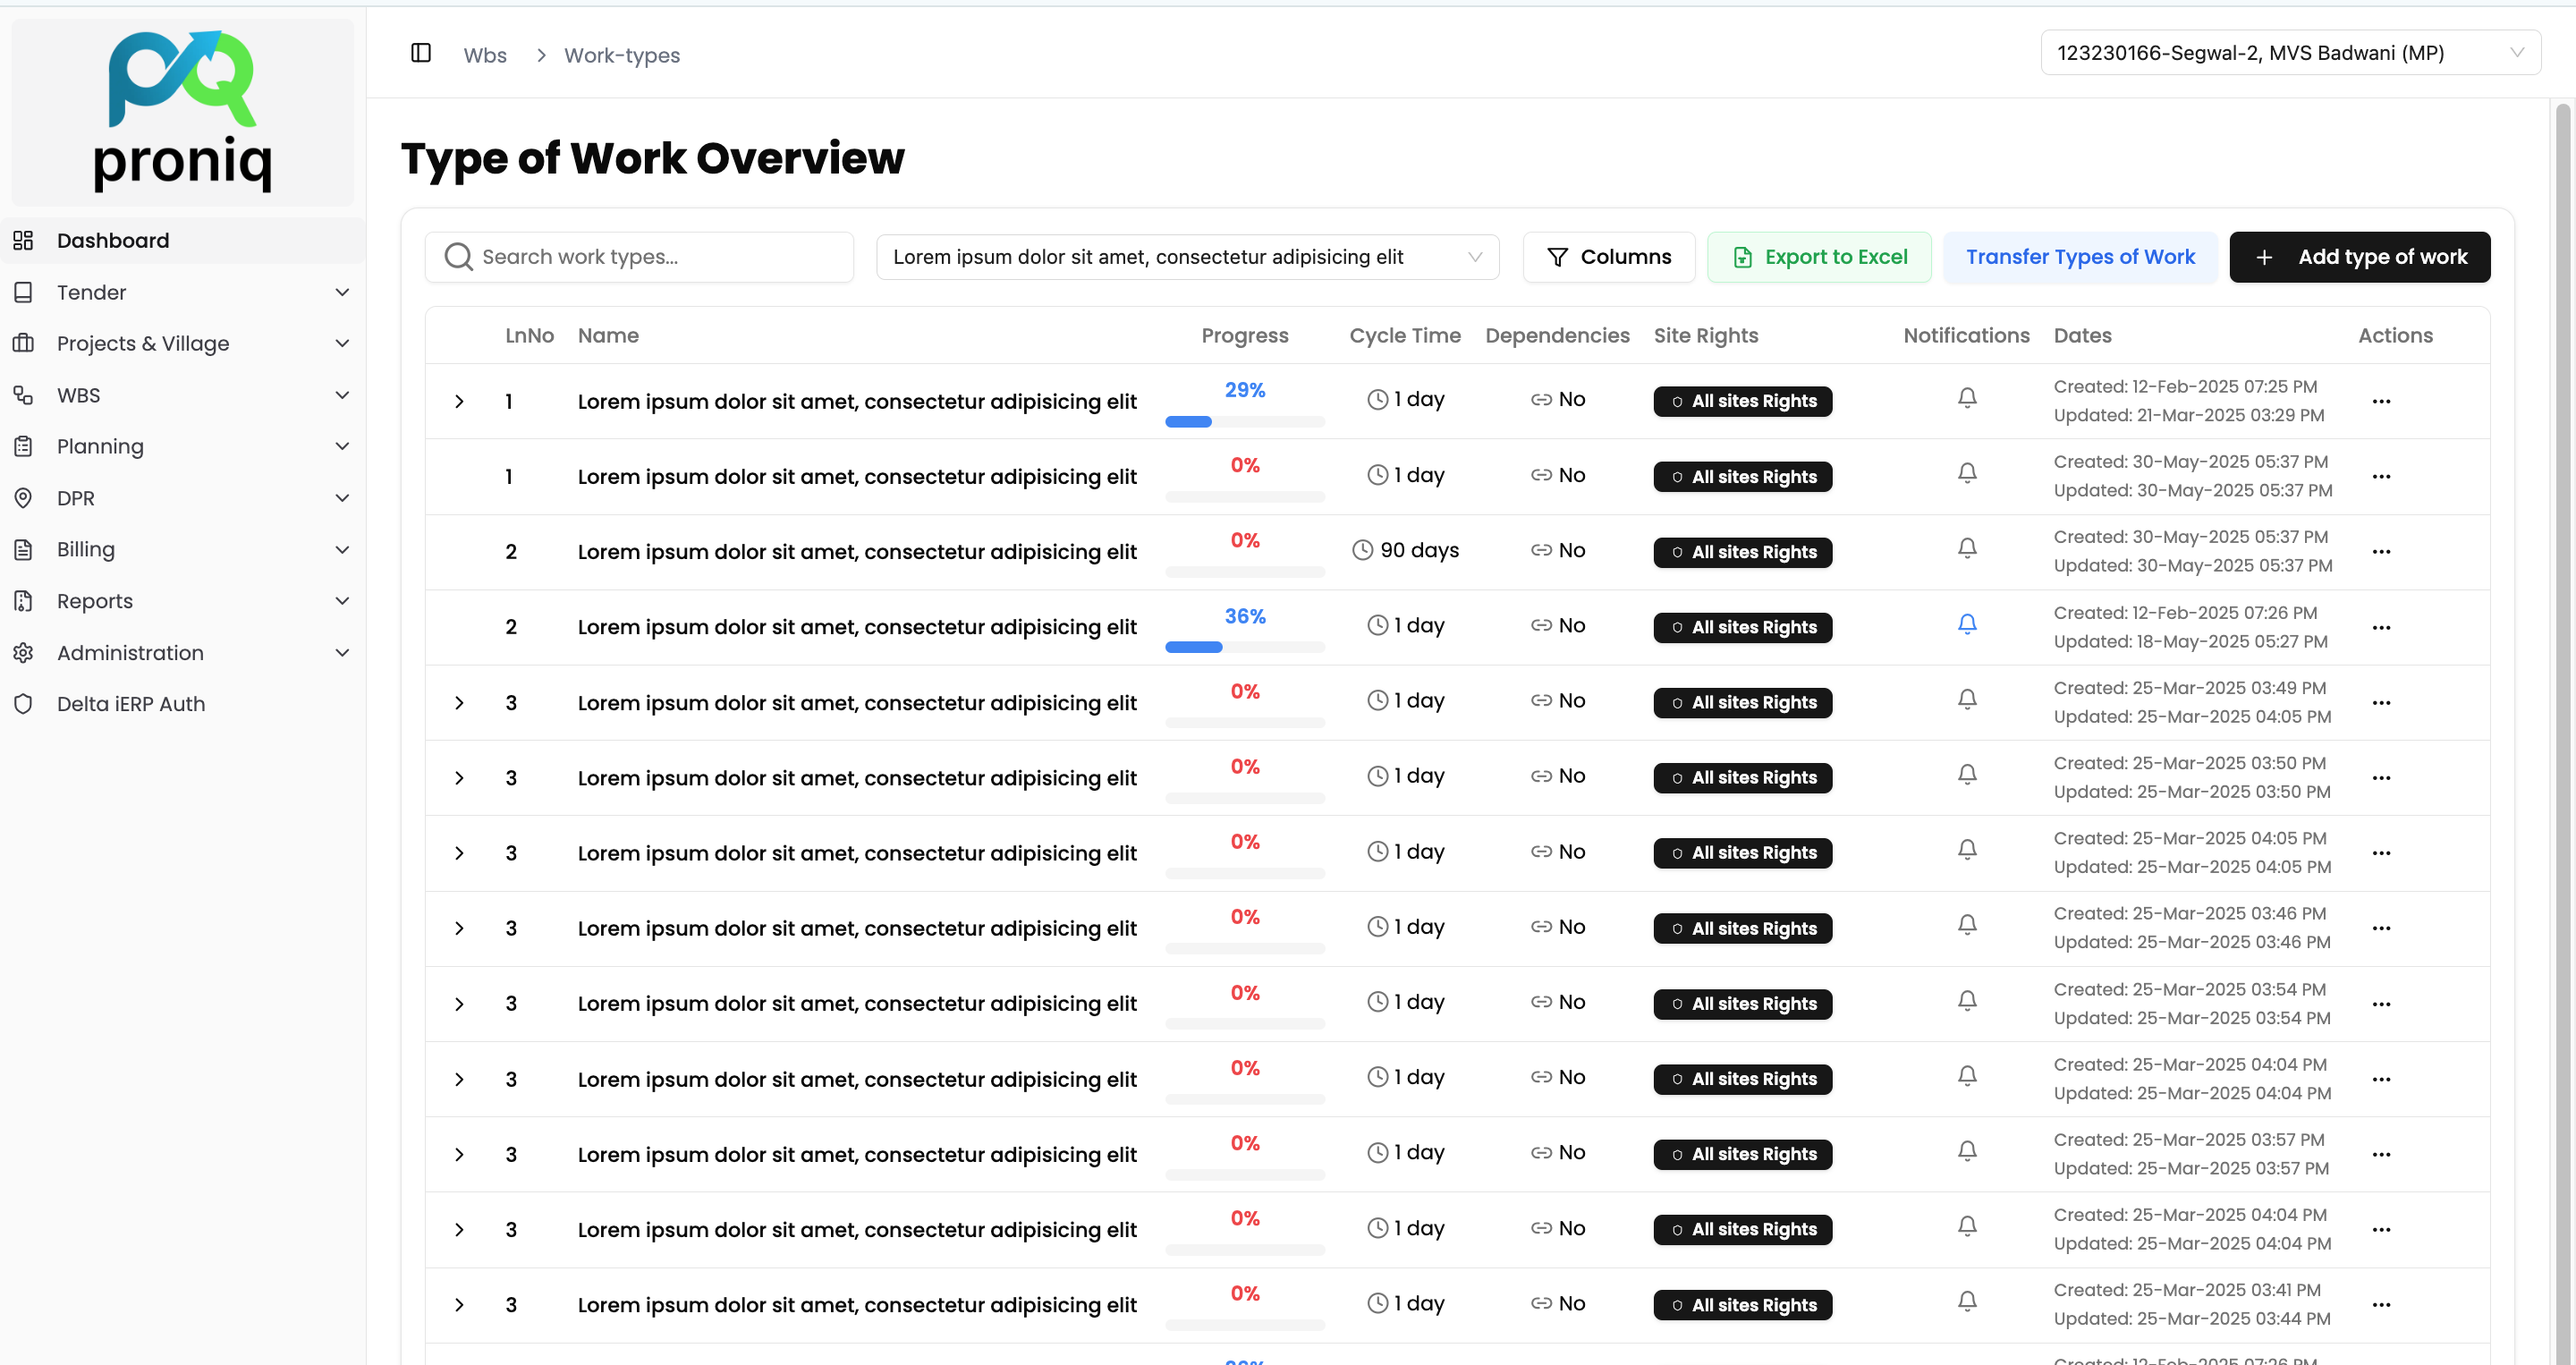 proniq
Dashboard
Tender
Projects & Village
WBS
Planning
DPR
Billing
Reports
Administration
Delta iERP Auth
Wbs > Work-types
123230166-Segwal-2, MVS Badwani (MP)
Type of Work Overview
Search work types...
Lorem ipsum dolor sit amet, consectetur adipisicing elit
Columns
Export to Excel
Transfer Types of Work
+ Add type of work
LnNo Name Progress Cycle Time Dependencies Site Rights Notifications Dates Actions
1 Lorem ipsum dolor sit amet, consectetur adipisicing elit 29% 1 day No All sites Rights Created: 12-Feb-2025 07:25 PM
Updated: 21-Mar-2025 03:29 PM
1 Lorem ipsum dolor sit amet, consectetur adipisicing elit 0% 1 day No All sites Rights Created: 30-May-2025 05:37 PM
Updated: 30-May-2025 05:37 PM
2 Lorem ipsum dolor sit amet, consectetur adipisicing elit 0% 90 days No All sites Rights Created: 30-May-2025 05:37 PM
Updated: 30-May-2025 05:37 PM
2 Lorem ipsum dolor sit amet, consectetur adipisicing elit 36% 1 day No All sites Rights Created: 12-Feb-2025 07:26 PM
Updated: 18-May-2025 05:27 PM
3 Lorem ipsum dolor sit amet, consectetur adipisicing elit 0% 1 day No All sites Rights Created: 25-Mar-2025 03:49 PM
Updated: 25-Mar-2025 04:05 PM
3 Lorem ipsum dolor sit amet, consectetur adipisicing elit 0% 1 day No All sites Rights Created: 25-Mar-2025 03:50 PM
Updated: 25-Mar-2025 03:50 PM
3 Lorem ipsum dolor sit amet, consectetur adipisicing elit 0% 1 day No All sites Rights Created: 25-Mar-2025 04:05 PM
Updated: 25-Mar-2025 04:05 PM
3 Lorem ipsum dolor sit amet, consectetur adipisicing elit 0% 1 day No All sites Rights Created: 25-Mar-2025 03:46 PM
Updated: 25-Mar-2025 03:46 PM
3 Lorem ipsum dolor sit amet, consectetur adipisicing elit 0% 1 day No All sites Rights Created: 25-Mar-2025 03:54 PM
Updated: 25-Mar-2025 03:54 PM
3 Lorem ipsum dolor sit amet, consectetur adipisicing elit 0% 1 day No All sites Rights Created: 25-Mar-2025 04:04 PM
Updated: 25-Mar-2025 04:04 PM
3 Lorem ipsum dolor sit amet, consectetur adipisicing elit 0% 1 day No All sites Rights Created: 25-Mar-2025 03:57 PM
Updated: 25-Mar-2025 03:57 PM
3 Lorem ipsum dolor sit amet, consectetur adipisicing elit 0% 1 day No All sites Rights Created: 25-Mar-2025 04:04 PM
Updated: 25-Mar-2025 04:04 PM
3 Lorem ipsum dolor sit amet, consectetur adipisicing elit 0% 1 day No All sites Rights Created: 25-Mar-2025 03:41 PM
Updated: 25-Mar-2025 03:44 PM